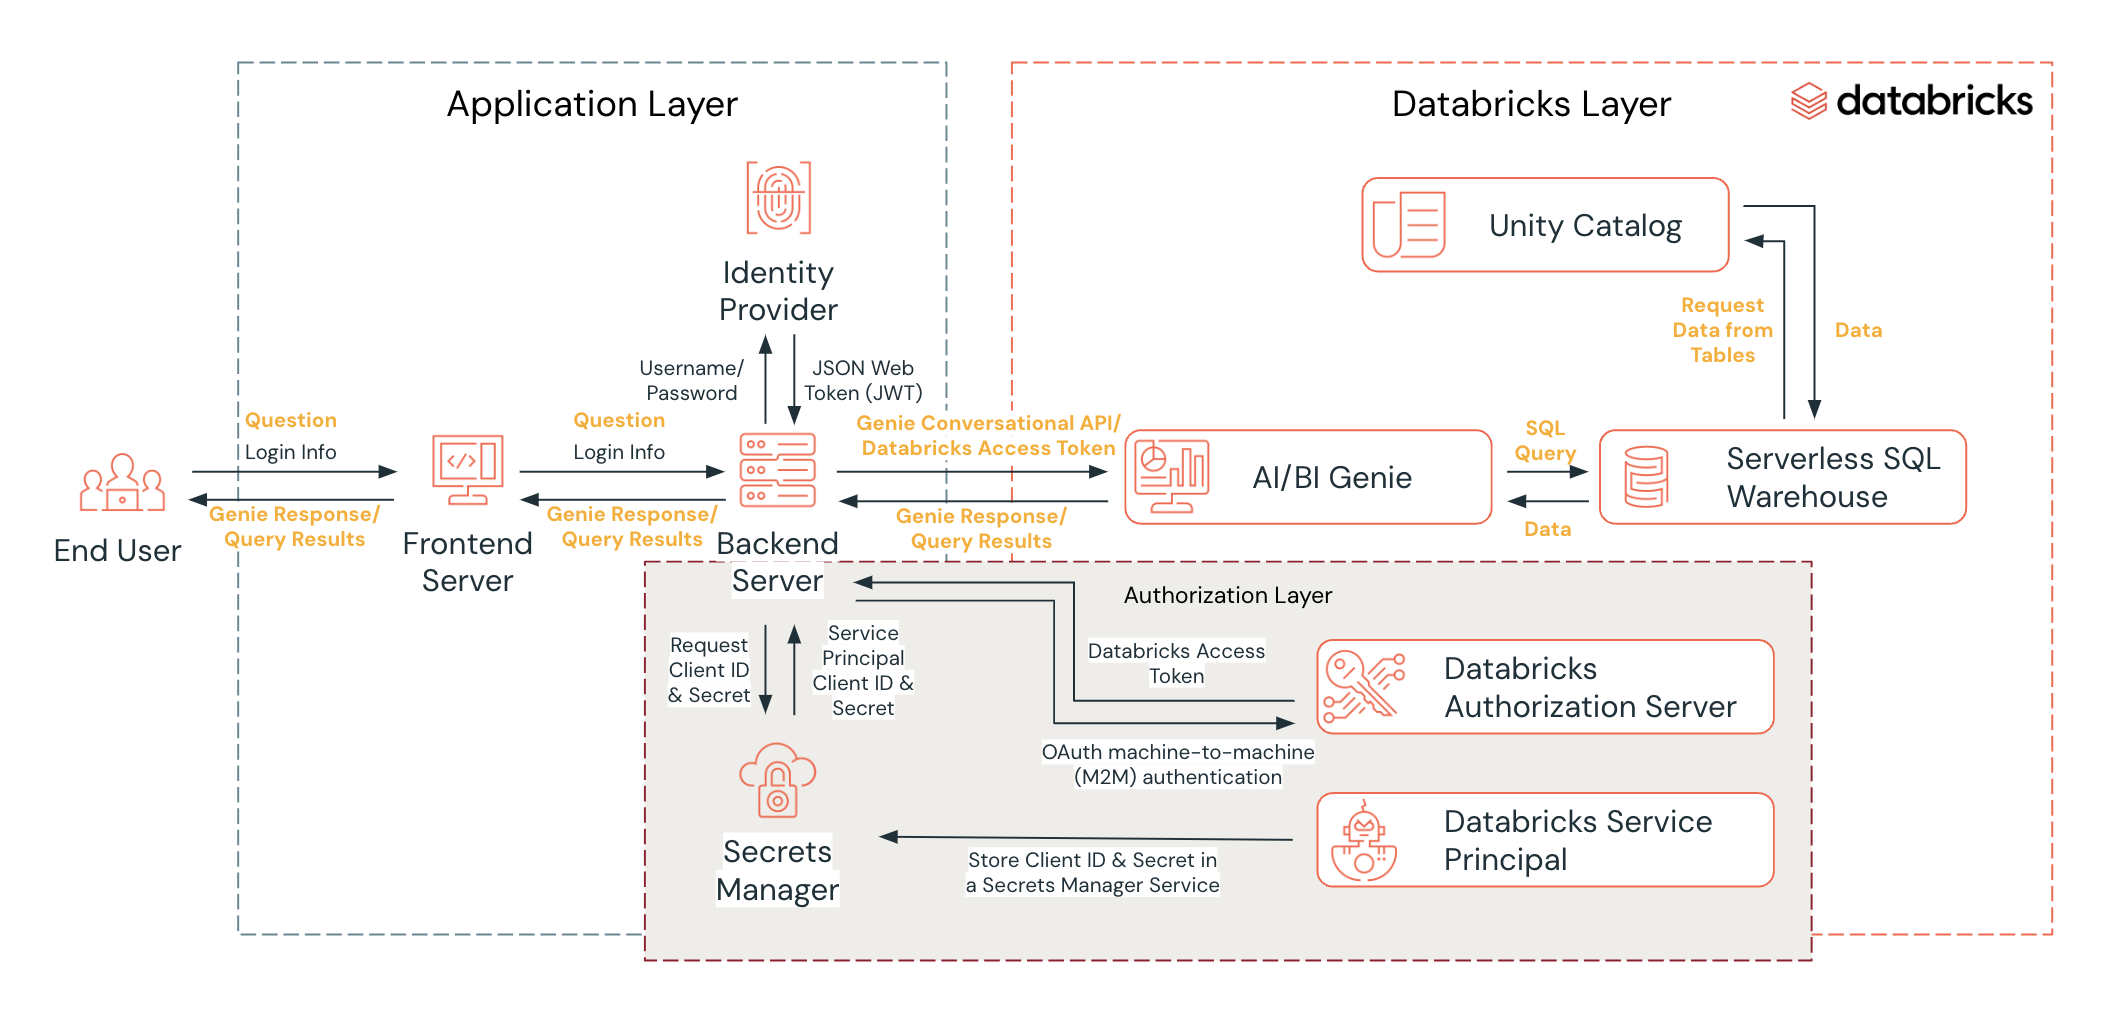 Application Layer
Databricks Layer
databricks
Identity
Provider
Unity Catalog
Username/
Password
JSON Web
Token (JWT)
Request
Data from
Tables
Data
Question
Login Info
Question
Login Info
Genie Conversational API/
Databricks Access Token
AI/BI Genie
SQL
Query
Serverless SQL
Warehouse
Data
End User
Genie Response/
Query Results
Frontend
Server
Genie Response/
Query Results
Backend
Server
Genie Response/
Query Results
Authorization Layer
Request
Client ID
& Secret
Service
Principal
Client ID &
Secret
Databricks Access
Token
Databricks
Authorization Server
OAuth machine-to-machine
(M2M) authentication
Secrets
Manager
Store Client ID & Secret in
a Secrets Manager Service
Databricks Service
Principal